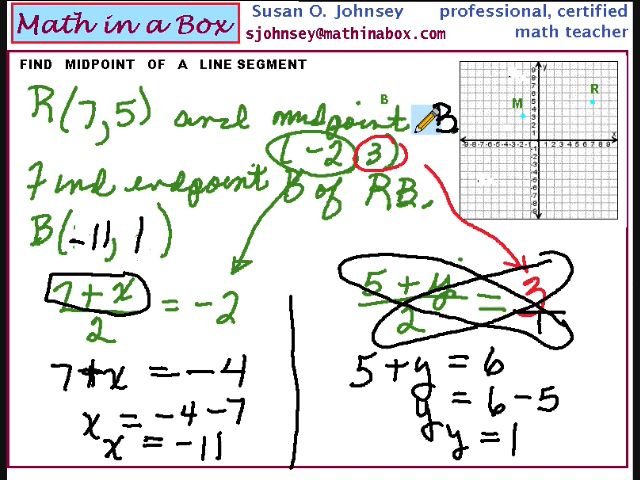 Math in a Box
Susan O. Johnsey professional, certified
sjohnsey@mathinabox.com math teacher
FIND MIDPOINT OF A LINE SEGMENT
R(7,5) and midpoint B
B
(-2, 3)
Find endpoint B of RB.
B(-11, 1)
M
R
y
x
7+x/2 = -2
5+y/2 = 3/1
7+x = -4
5+y = 6
x = -4-7
y = 6-5
x = -11
y = 1